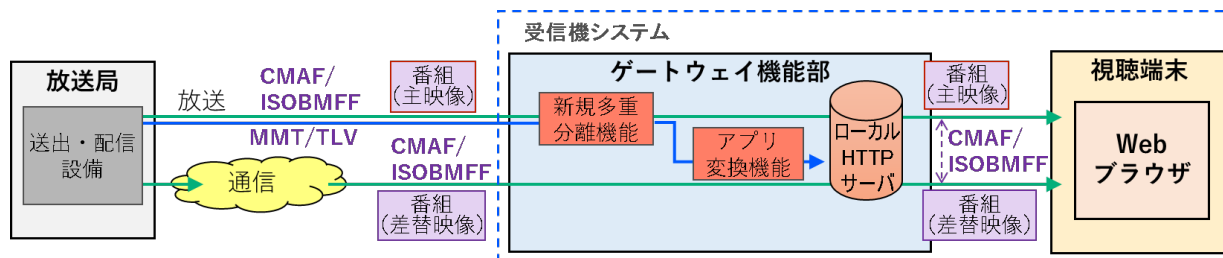 受信機システム
放送局
送出・配信
設備
放送
CMAF/
ISOBMFF
MMT/TLV
番組
(主映像)
通信
CMAF/
ISOBMFF
番組
(差替映像)
ゲートウェイ機能部
新規多重
分離機能
アプリ
変換機能
ローカル
HTTP
サーバ
番組
(主映像)
CMAF/
ISOBMFF
番組
(差替映像)
視聴端末
Web
ブラウザ